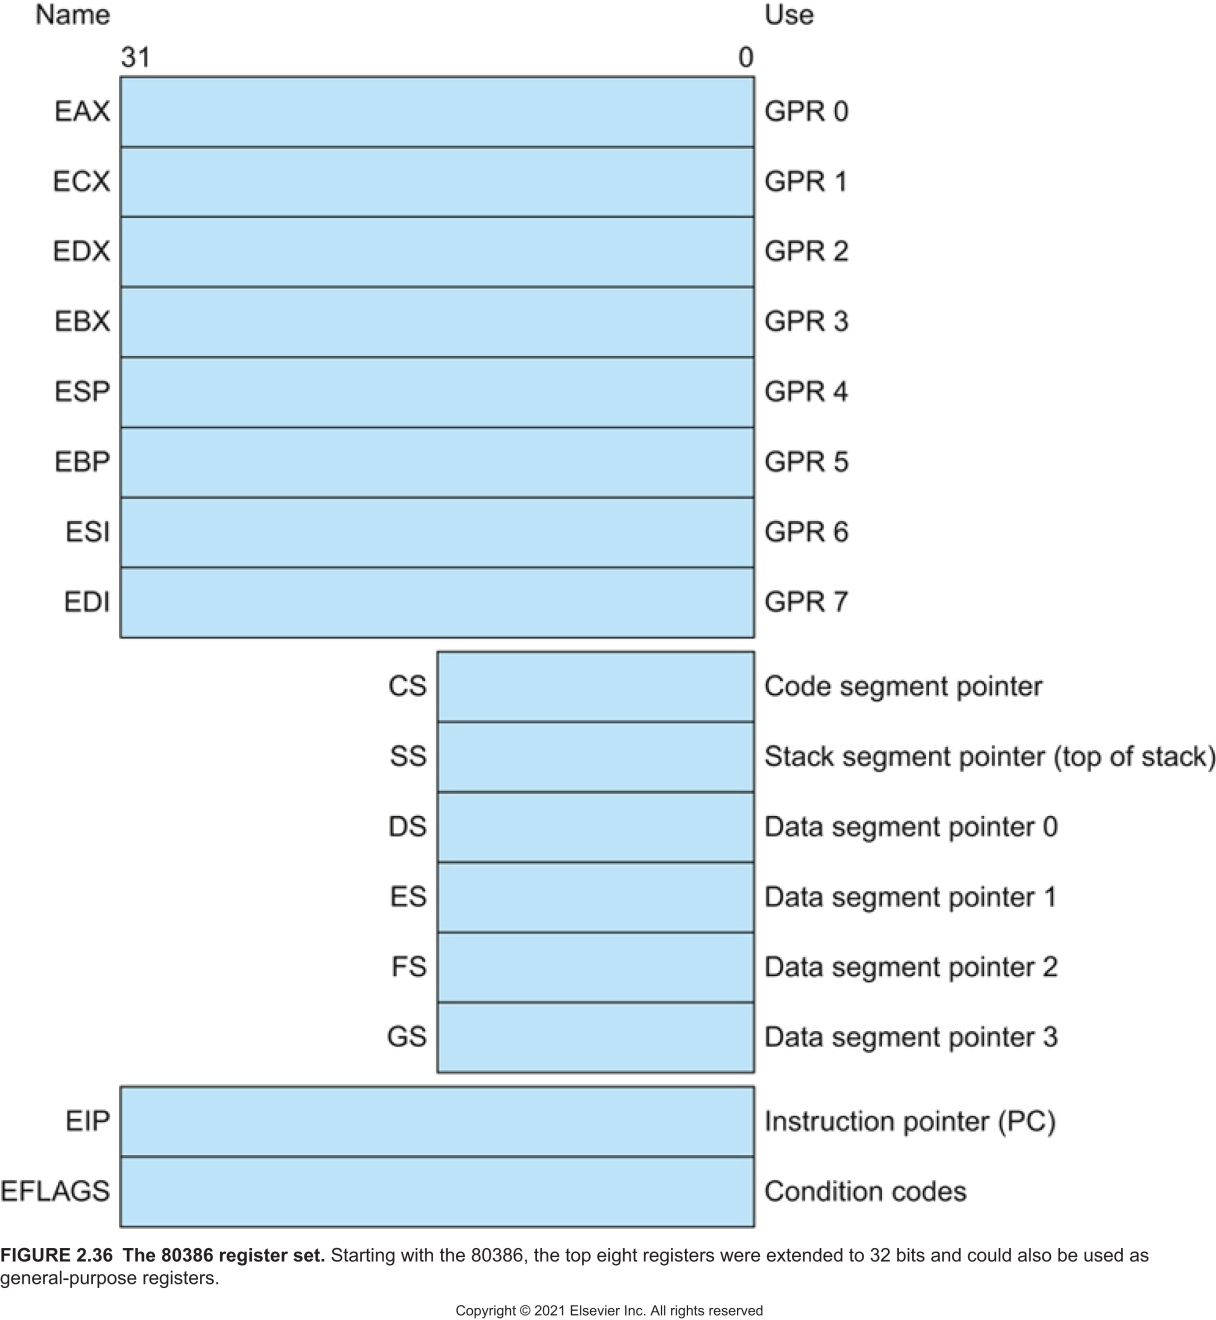 Name Use
31 0
EAX GPR 0
ECX GPR 1
EDX GPR 2
EBX GPR 3
ESP GPR 4
EBP GPR 5
ESI GPR 6
EDI GPR 7
CS Code segment pointer
SS Stack segment pointer (top of stack)
DS Data segment pointer 0
ES Data segment pointer 1
FS Data segment pointer 2
GS Data segment pointer 3
EIP Instruction pointer (PC)
EFLAGS Condition codes
FIGURE 2.36 The 80386 register set. Starting with the 80386, the top eight registers were extended to 32 bits and could also be used as
general-purpose registers.
Copyright © 2021 Elsevier Inc. All rights reserved